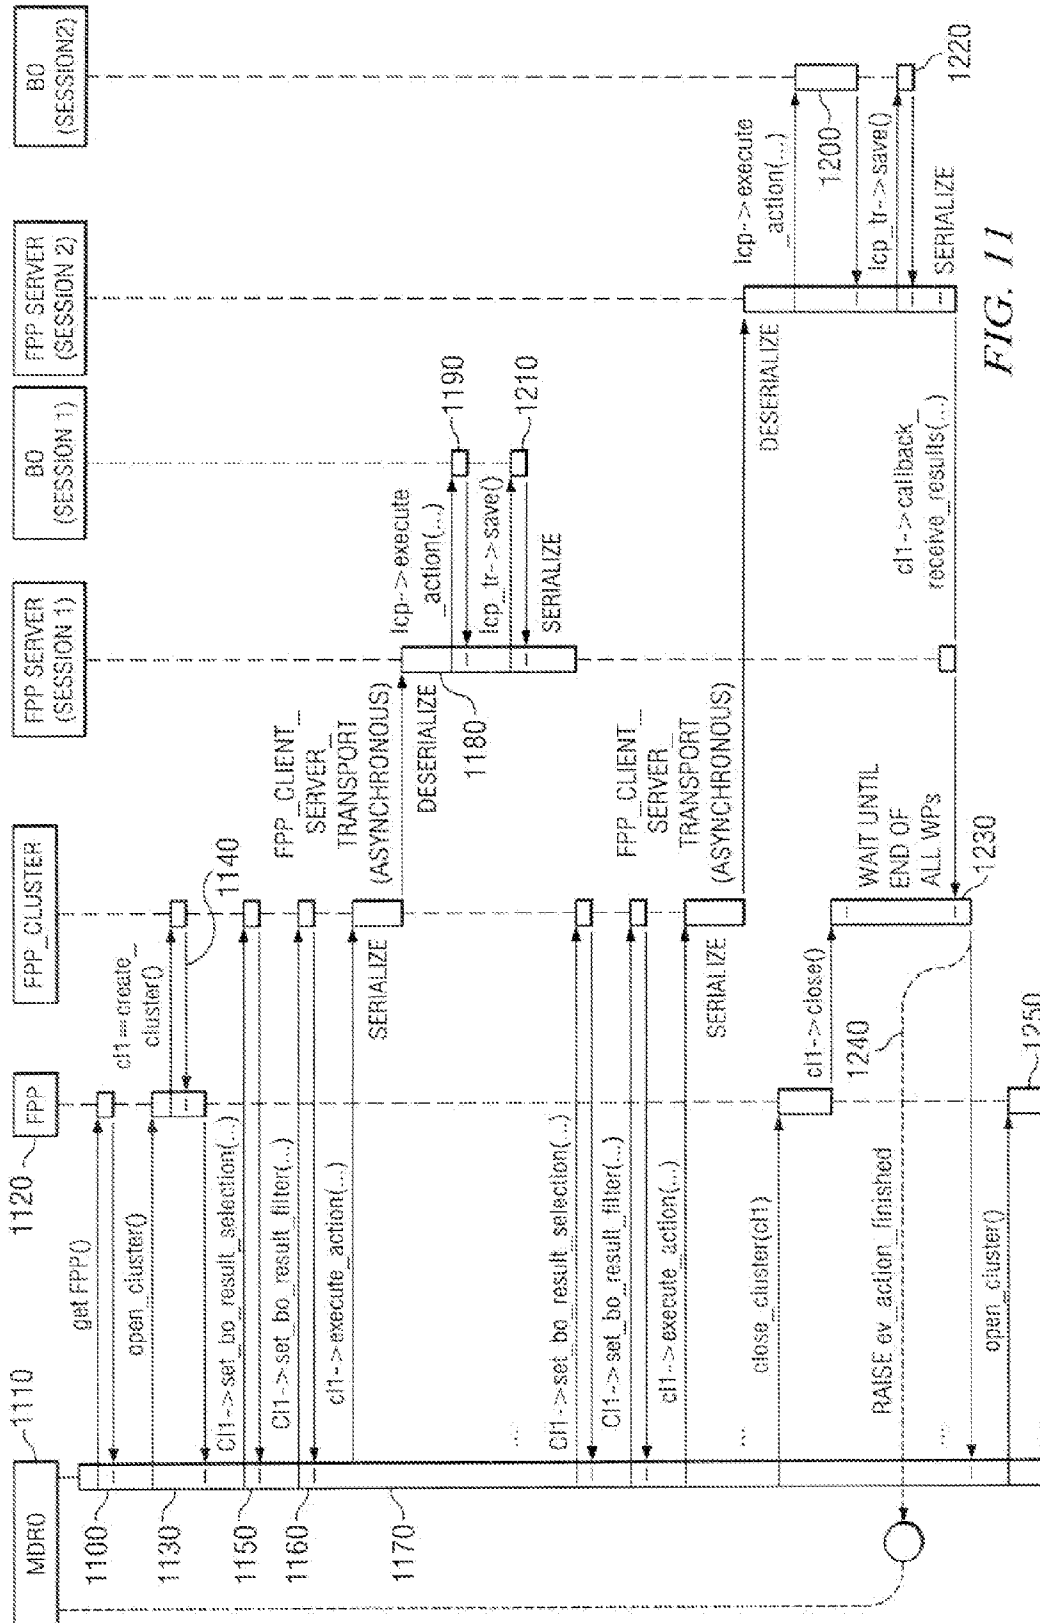 MDRO
1110
1120
FPP
FPP_CLUSTER
FPP SERVER
(SESSION 1)
BO
(SESSION 1)
FPP SERVER
(SESSION 2)
BO
(SESSION2)
1100
get FPP()
1130
open_cluster()
cl1==create_
cluster()
1140
1150
Cl1->set_bo_result_selection(...)
1160
Cl1->set_bo_result_filter(...)
FPP_CLIENT_
SERVER_
TRANSPORT
(ASYNCHRONOUS)
1170
cl1->execute_action(...)
SERIALIZE
DESERIALIZE
1180
lcp->execute
_action(...)
1190
lcp_tr->save()
1210
SERIALIZE
...
Cl1->set_bo_result_selection(...)
Cl1->set_bo_result_filter(...)
FPP_CLIENT_
SERVER_
TRANSPORT
(ASYNCHRONOUS)
cl1->execute_action(...)
SERIALIZE
DESERIALIZE
...
close_cluster(cl1)
cl1->close()
lcp->execute
_action(...)
1200
lcp_tr->save()
1220
SERIALIZE
WAIT UNTIL
END OF
ALL WPs
1230
cl1->callback_
receive_results(...)
1240
RAISE ev_action_finished
...
open_cluster()
1250
FIG. 11